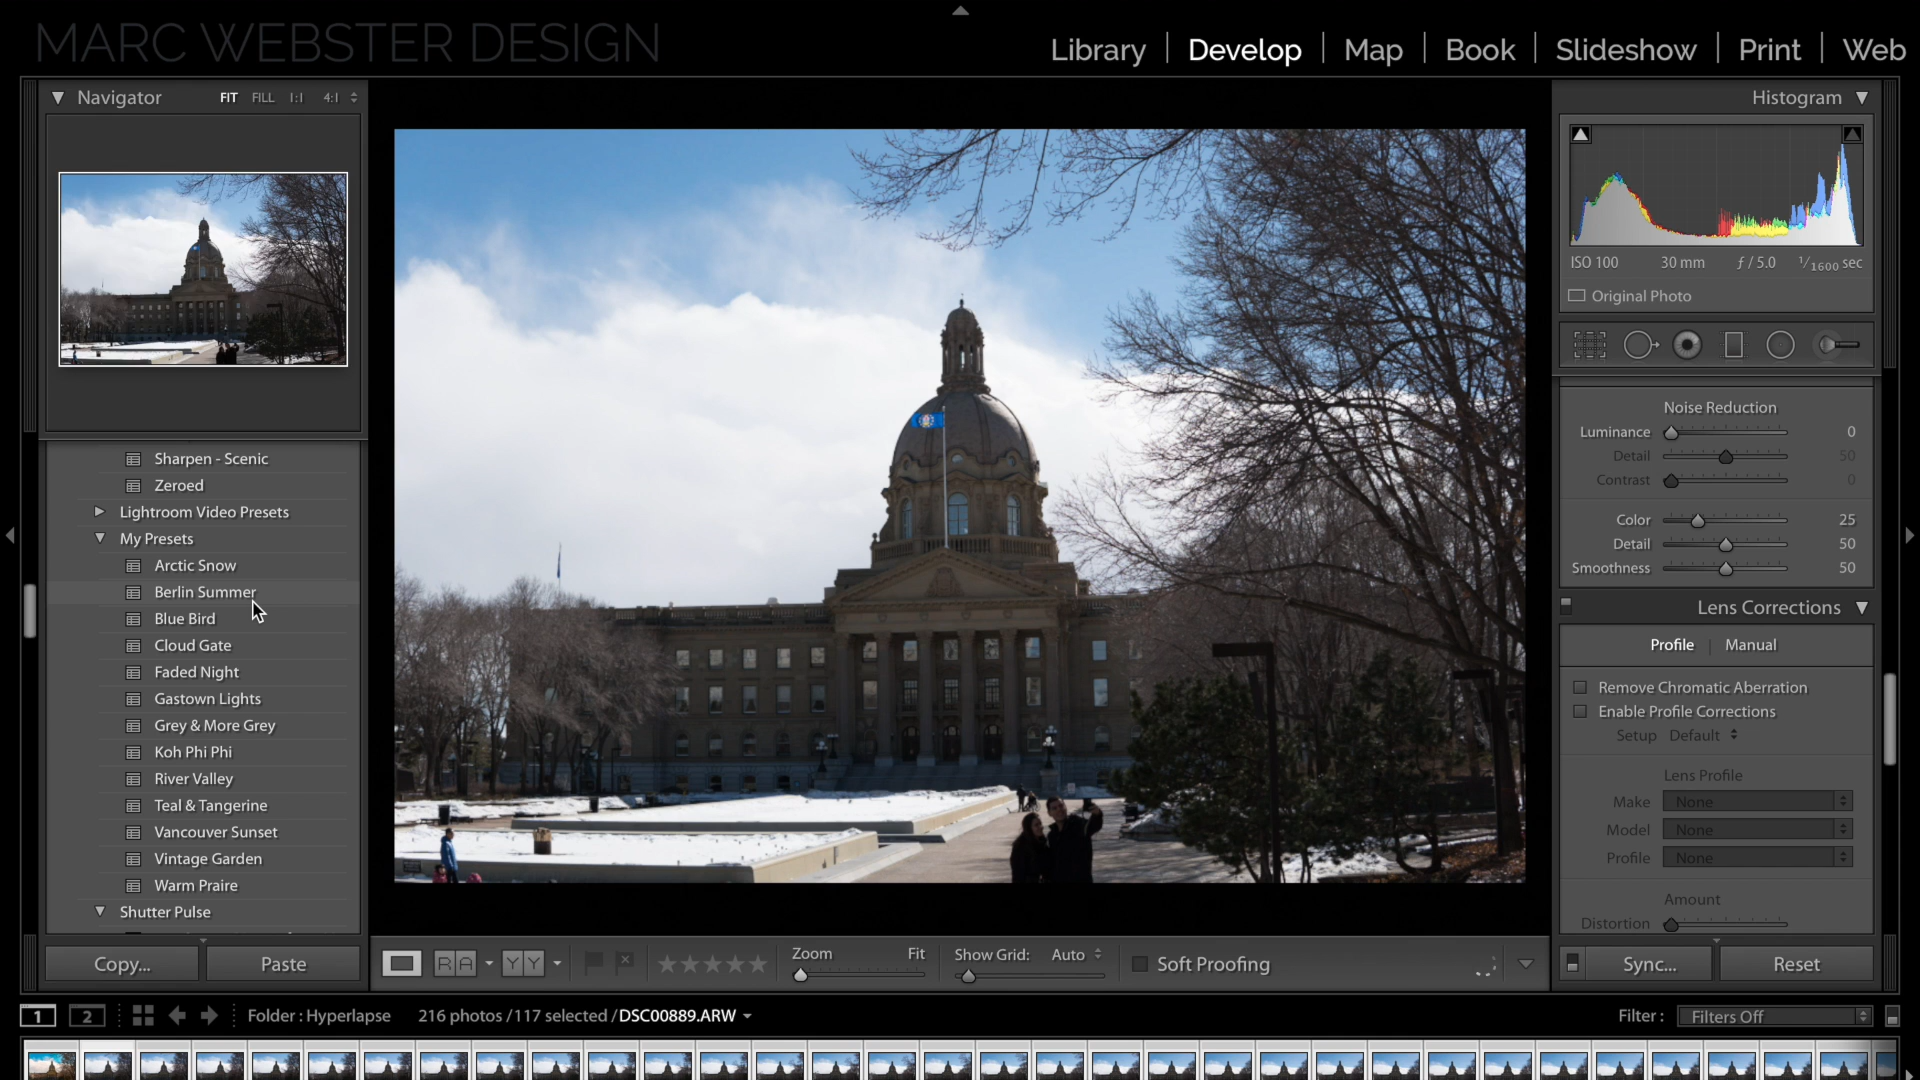 MARC WEBSTER DESIGN
Library | Develop | Map | Book | Slideshow | Print | Web
Navigator FIT FILL 1:1 4:1
Sharpen - Scenic
Zeroed
Lightroom Video Presets
My Presets
Arctic Snow
Berlin Summer
Blue Bird
Cloud Gate
Faded Night
Gastown Lights
Grey & More Grey
Koh Phi Phi
River Valley
Teal & Tangerine
Vancouver Sunset
Vintage Garden
Warm Praire
Shutter Pulse
Copy... Paste
R A Y Y
Zoom Fit
Show Grid: Auto
Soft Proofing
Histogram
ISO 100 30 mm ƒ / 5.0 1/1600 sec
Original Photo
Noise Reduction
Luminance 0
Detail 50
Contrast 0
Color 25
Detail 50
Smoothness 50
Lens Corrections
Profile | Manual
Remove Chromatic Aberration
Enable Profile Corrections
Setup Default
Lens Profile
Make None
Model None
Profile None
Amount
Distortion
Sync... Reset
1 2 Folder : Hyperlapse 216 photos / 117 selected / DSC00889.ARW
Filter : Filters Off